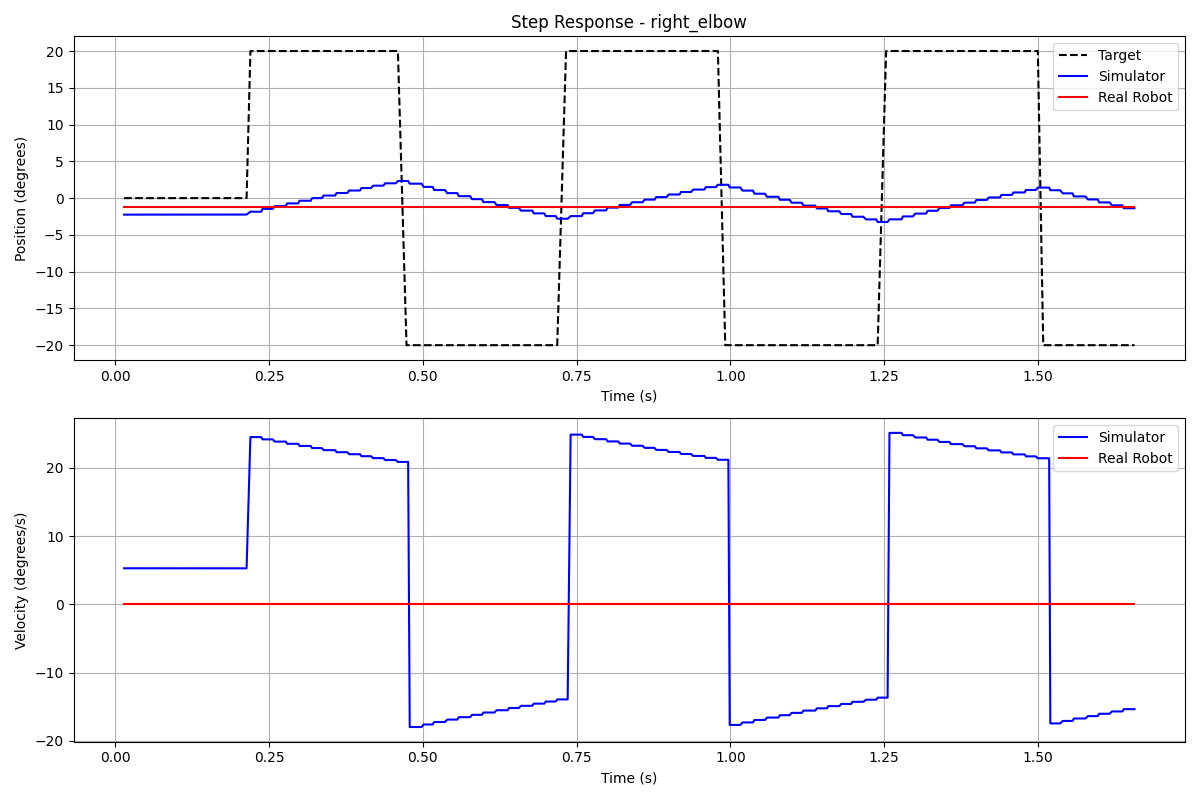 Step Response - right_elbow
Position (degrees)
20
15
10
5
0
−5
−10
−15
−20
Target
Simulator
Real Robot
0.00 0.25 0.50 0.75 1.00 1.25 1.50
Time (s)
Velocity (degrees/s)
20
10
0
−10
−20
Simulator
Real Robot
0.00 0.25 0.50 0.75 1.00 1.25 1.50
Time (s)